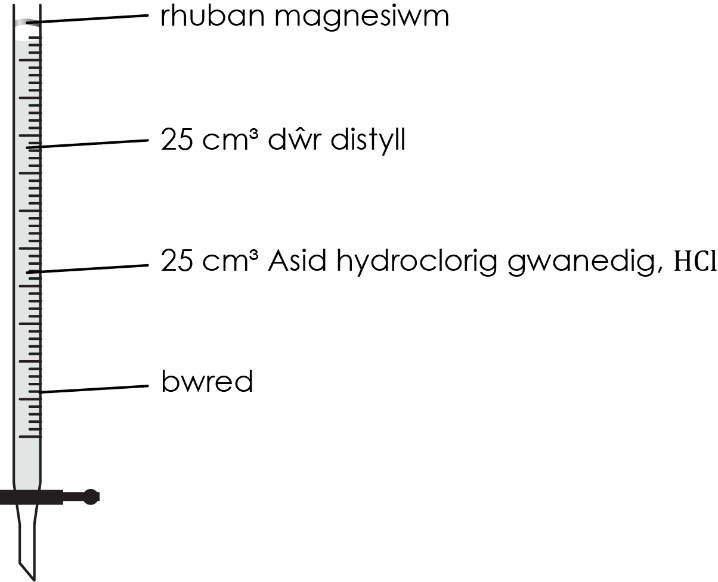 rhuban magnesiwm
25 cm³ dŵr distyll
25 cm³ Asid hydroclorig gwanedig, HCl
bwred